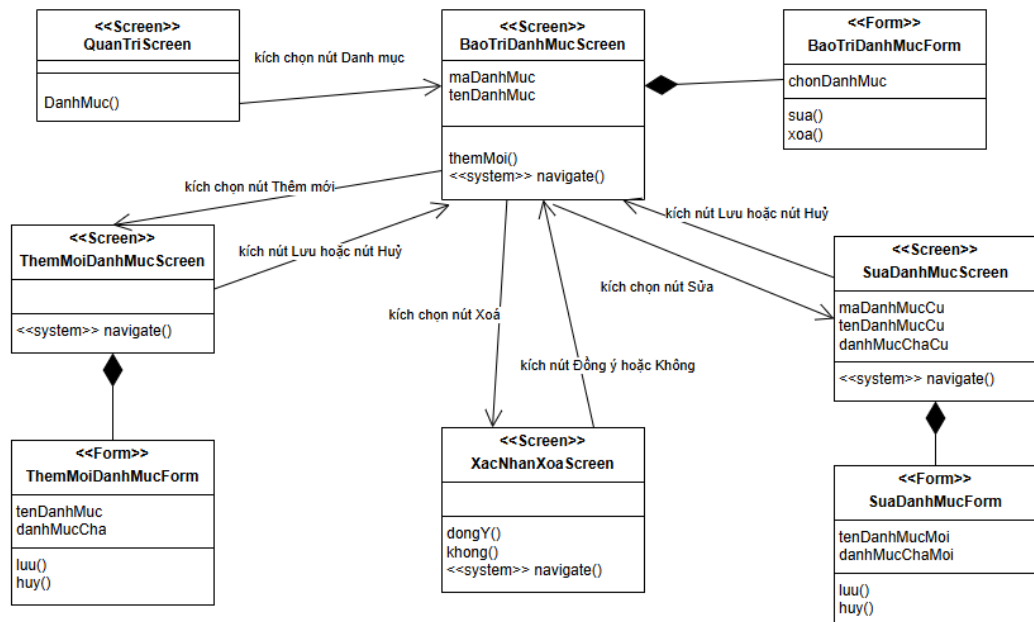 <<Screen>>
QuanTriScreen
DanhMuc()
kích chọn nút Danh mục
<<Screen>>
BaoTriDanhMucScreen
maDanhMuc
tenDanhMuc
themMoi()
<<system>> navigate()
<<Form>>
BaoTriDanhMucForm
chonDanhMuc
sua()
xoa()
kích chọn nút Thêm mới
kích nút Lưu hoặc nút Huỷ
kích nút Lưu hoặc nút Huỷ
kích chọn nút Xoá
kích chọn nút Sửa
kích nút Đồng ý hoặc Không
<<Screen>>
ThemMoiDanhMucScreen
<<system>> navigate()
<<Screen>>
SuaDanhMucScreen
maDanhMucCu
tenDanhMucCu
danhMucChaCu
<<system>> navigate()
<<Form>>
ThemMoiDanhMucForm
tenDanhMuc
danhMucCha
luu()
huy()
<<Screen>>
XacNhanXoaScreen
dongY()
khong()
<<system>> navigate()
<<Form>>
SuaDanhMucForm
tenDanhMucMoi
danhMucChaMoi
luu()
huy()